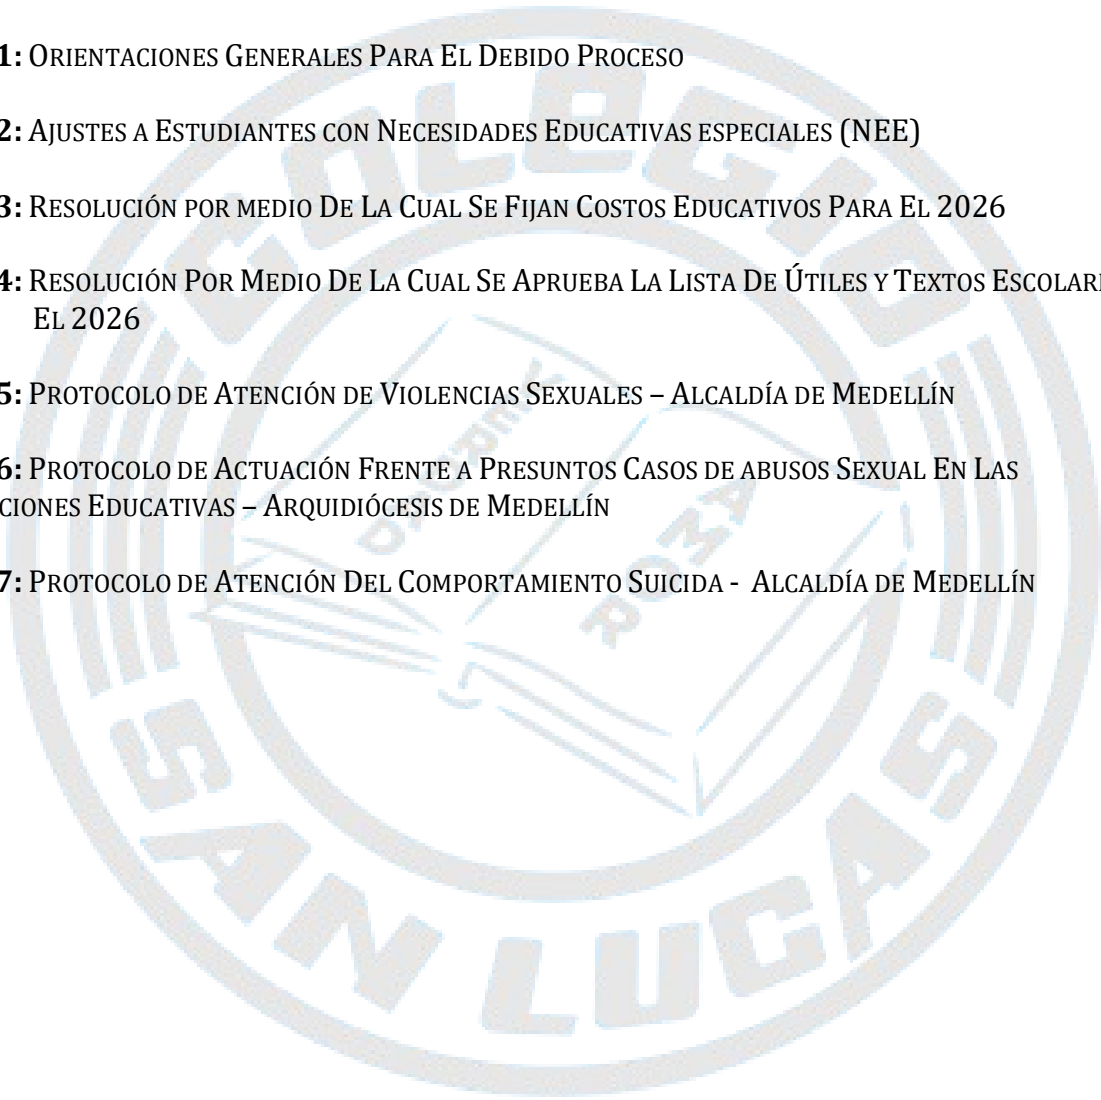 1: ORIENTACIONES GENERALES PARA EL DEBIDO PROCESO
2: AJUSTES A ESTUDIANTES CON NECESIDADES EDUCATIVAS ESPECIALES (NEE)
3: RESOLUCIÓN POR MEDIO DE LA CUAL SE FIJAN COSTOS EDUCATIVOS PARA EL 2026
4: RESOLUCIÓN POR MEDIO DE LA CUAL SE APRUEBA LA LISTA DE ÚTILES Y TEXTOS ESCOLAR
EL 2026
5: PROTOCOLO DE ATENCIÓN DE VIOLENCIAS SEXUALES – ALCALDÍA DE MEDELLÍN
6: PROTOCOLO DE ACTUACIÓN FRENTE A PRESUNTOS CASOS DE ABUSOS SEXUAL EN LAS
CIONES EDUCATIVAS – ARQUIDIÓCESIS DE MEDELLÍN
7: PROTOCOLO DE ATENCIÓN DEL COMPORTAMIENTO SUICIDA - ALCALDÍA DE MEDELLÍN
COLEGIO
ROMA
SAN LUCAS